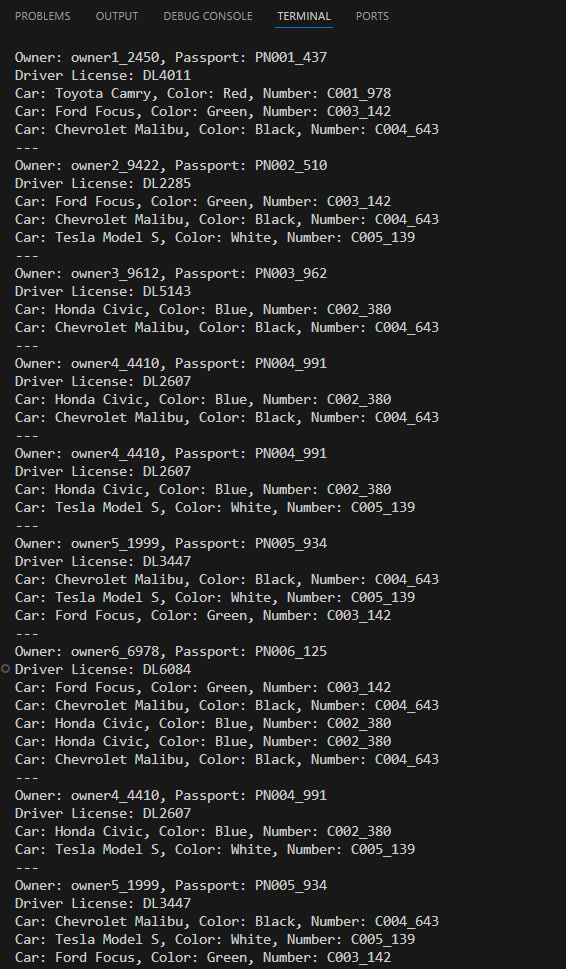 PROBLEMS OUTPUT DEBUG CONSOLE TERMINAL PORTS
Owner: owner1_2450, Passport: PN001_437
Driver License: DL4011
Car: Toyota Camry, Color: Red, Number: C001_978
Car: Ford Focus, Color: Green, Number: C003_142
Car: Chevrolet Malibu, Color: Black, Number: C004_643
---
Owner: owner2_9422, Passport: PN002_510
Driver License: DL2285
Car: Ford Focus, Color: Green, Number: C003_142
Car: Chevrolet Malibu, Color: Black, Number: C004_643
Car: Tesla Model S, Color: White, Number: C005_139
---
Owner: owner3_9612, Passport: PN003_962
Driver License: DL5143
Car: Honda Civic, Color: Blue, Number: C002_380
Car: Chevrolet Malibu, Color: Black, Number: C004_643
---
Owner: owner4_4410, Passport: PN004_991
Driver License: DL2607
Car: Honda Civic, Color: Blue, Number: C002_380
Car: Chevrolet Malibu, Color: Black, Number: C004_643
---
Owner: owner4_4410, Passport: PN004_991
Driver License: DL2607
Car: Honda Civic, Color: Blue, Number: C002_380
Car: Tesla Model S, Color: White, Number: C005_139
---
Owner: owner5_1999, Passport: PN005_934
Driver License: DL3447
Car: Chevrolet Malibu, Color: Black, Number: C004_643
Car: Tesla Model S, Color: White, Number: C005_139
Car: Ford Focus, Color: Green, Number: C003_142
---
Owner: owner6_6978, Passport: PN006_125
Driver License: DL6084
Car: Ford Focus, Color: Green, Number: C003_142
Car: Chevrolet Malibu, Color: Black, Number: C004_643
Car: Honda Civic, Color: Blue, Number: C002_380
Car: Honda Civic, Color: Blue, Number: C002_380
Car: Chevrolet Malibu, Color: Black, Number: C004_643
---
Owner: owner4_4410, Passport: PN004_991
Driver License: DL2607
Car: Honda Civic, Color: Blue, Number: C002_380
Car: Tesla Model S, Color: White, Number: C005_139
---
Owner: owner5_1999, Passport: PN005_934
Driver License: DL3447
Car: Chevrolet Malibu, Color: Black, Number: C004_643
Car: Tesla Model S, Color: White, Number: C005_139
Car: Ford Focus, Color: Green, Number: C003_142